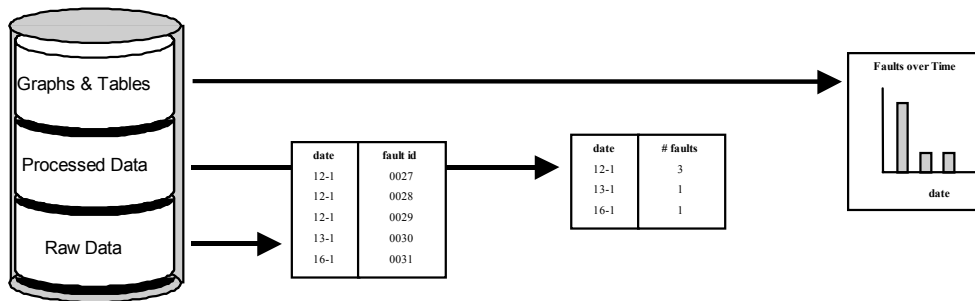 Graphs & Tables
Processed Data
Raw Data
date fault id
12-1 0027
12-1 0028
12-1 0029
13-1 0030
16-1 0031
date # faults
12-1 3
13-1 1
16-1 1
Faults over Time
date